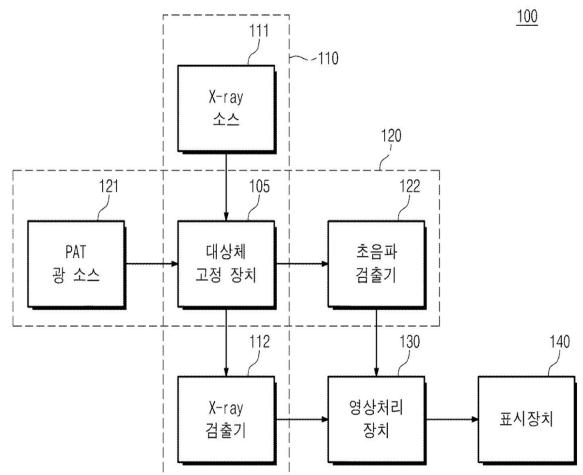 100
111
110
X-ray
소스
120
121
105
122
PAT
광 소스
대상체
고정 장치
초음파
검출기
112
130
140
X-ray
검출기
영상처리
장치
표시장치